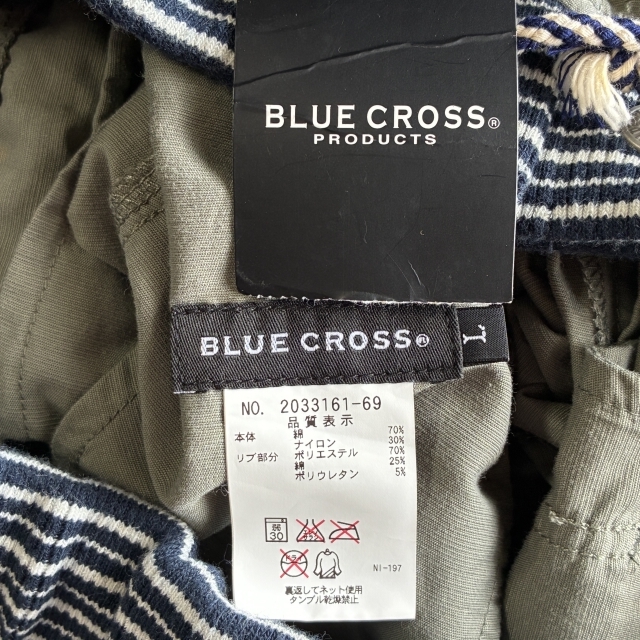 BLUE CROSS®
PRODUCTS
BLUE CROSS®
L
NO. 2033161-69
品質表示
本体 綿 70%
ナイロン 30%
リブ部分 ポリエステル 70%
綿 25%
ポリウレタン 5%
30
NI-197
裏返してネット使用
タンブル乾燥禁止